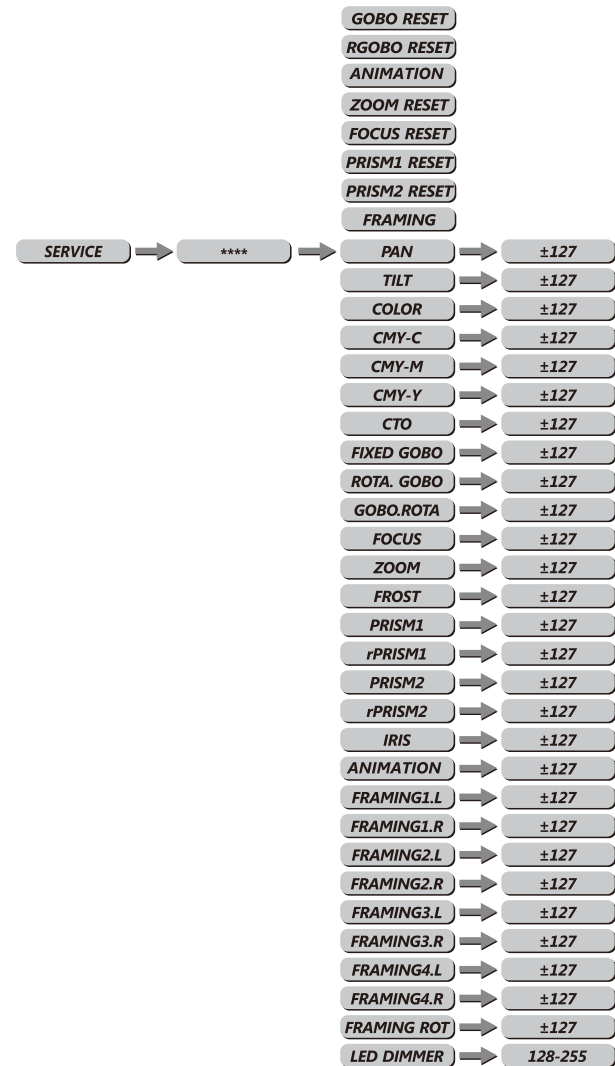 GOBO RESET
RGOBO RESET
ANIMATION
ZOOM RESET
FOCUS RESET
PRISM1 RESET
PRISM2 RESET
FRAMING
SERVICE **** PAN ±127
TILT ±127
COLOR ±127
CMY-C ±127
CMY-M ±127
CMY-Y ±127
CTO ±127
FIXED GOBO ±127
ROTA. GOBO ±127
GOBO.ROTA ±127
FOCUS ±127
ZOOM ±127
FROST ±127
PRISM1 ±127
rPRISM1 ±127
PRISM2 ±127
rPRISM2 ±127
IRIS ±127
ANIMATION ±127
FRAMING1.L ±127
FRAMING1.R ±127
FRAMING2.L ±127
FRAMING2.R ±127
FRAMING3.L ±127
FRAMING3.R ±127
FRAMING4.L ±127
FRAMING4.R ±127
FRAMING ROT ±127
LED DIMMER 128-255